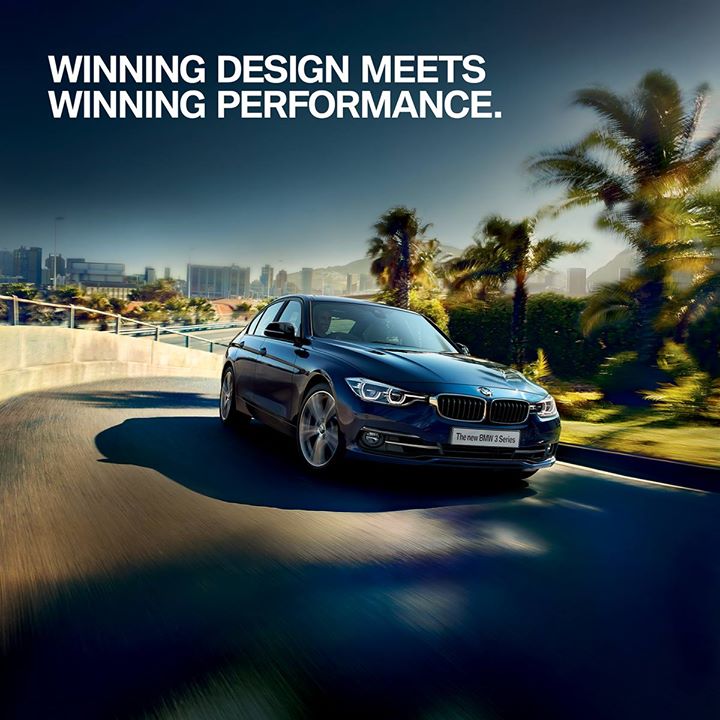 WINNING DESIGN MEETS
WINNING PERFORMANCE.
The new BMW 3 Series